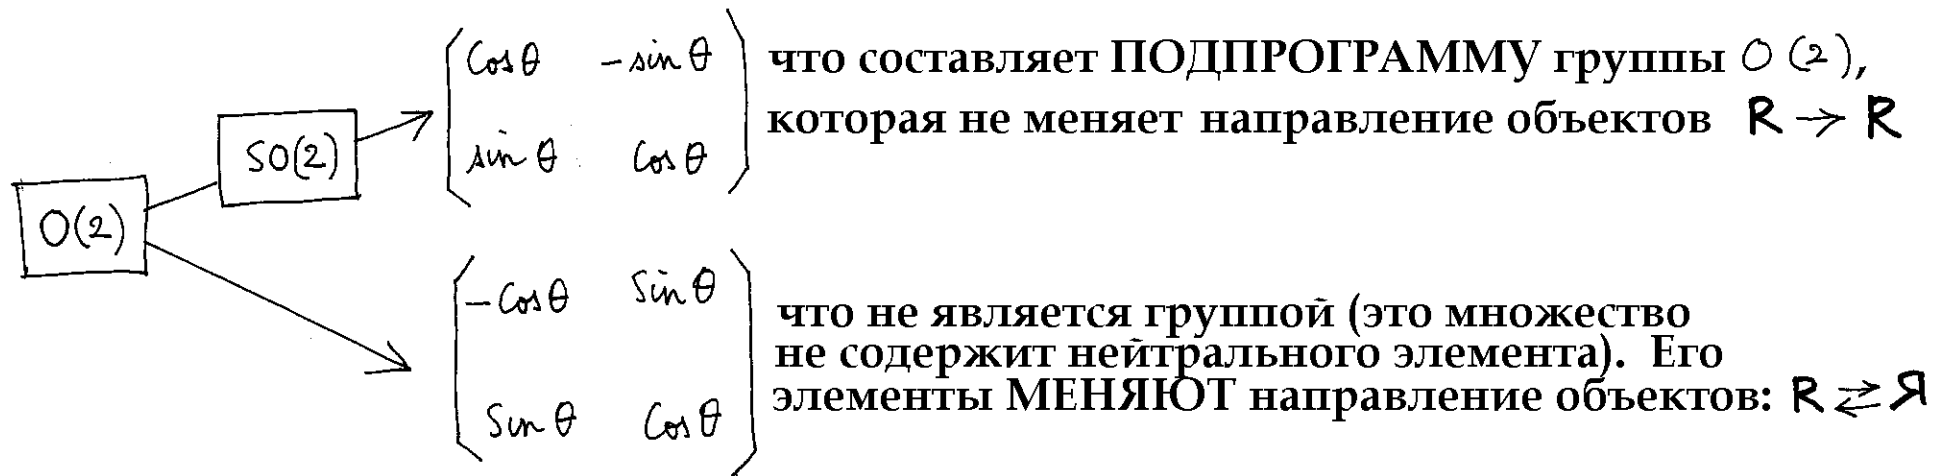 cos θ -sin θ
sin θ cos θ
что составляет ПОДПРОГРАММУ группы O (2),
которая не меняет направление объектов R → R
SO(2)
O(2)
-cos θ sin θ
sin θ cos θ
что не является группой (это множество
не содержит нейтрального элемента). Его
элементы МЕНЯЮТ направление объектов: R ⇄ Я